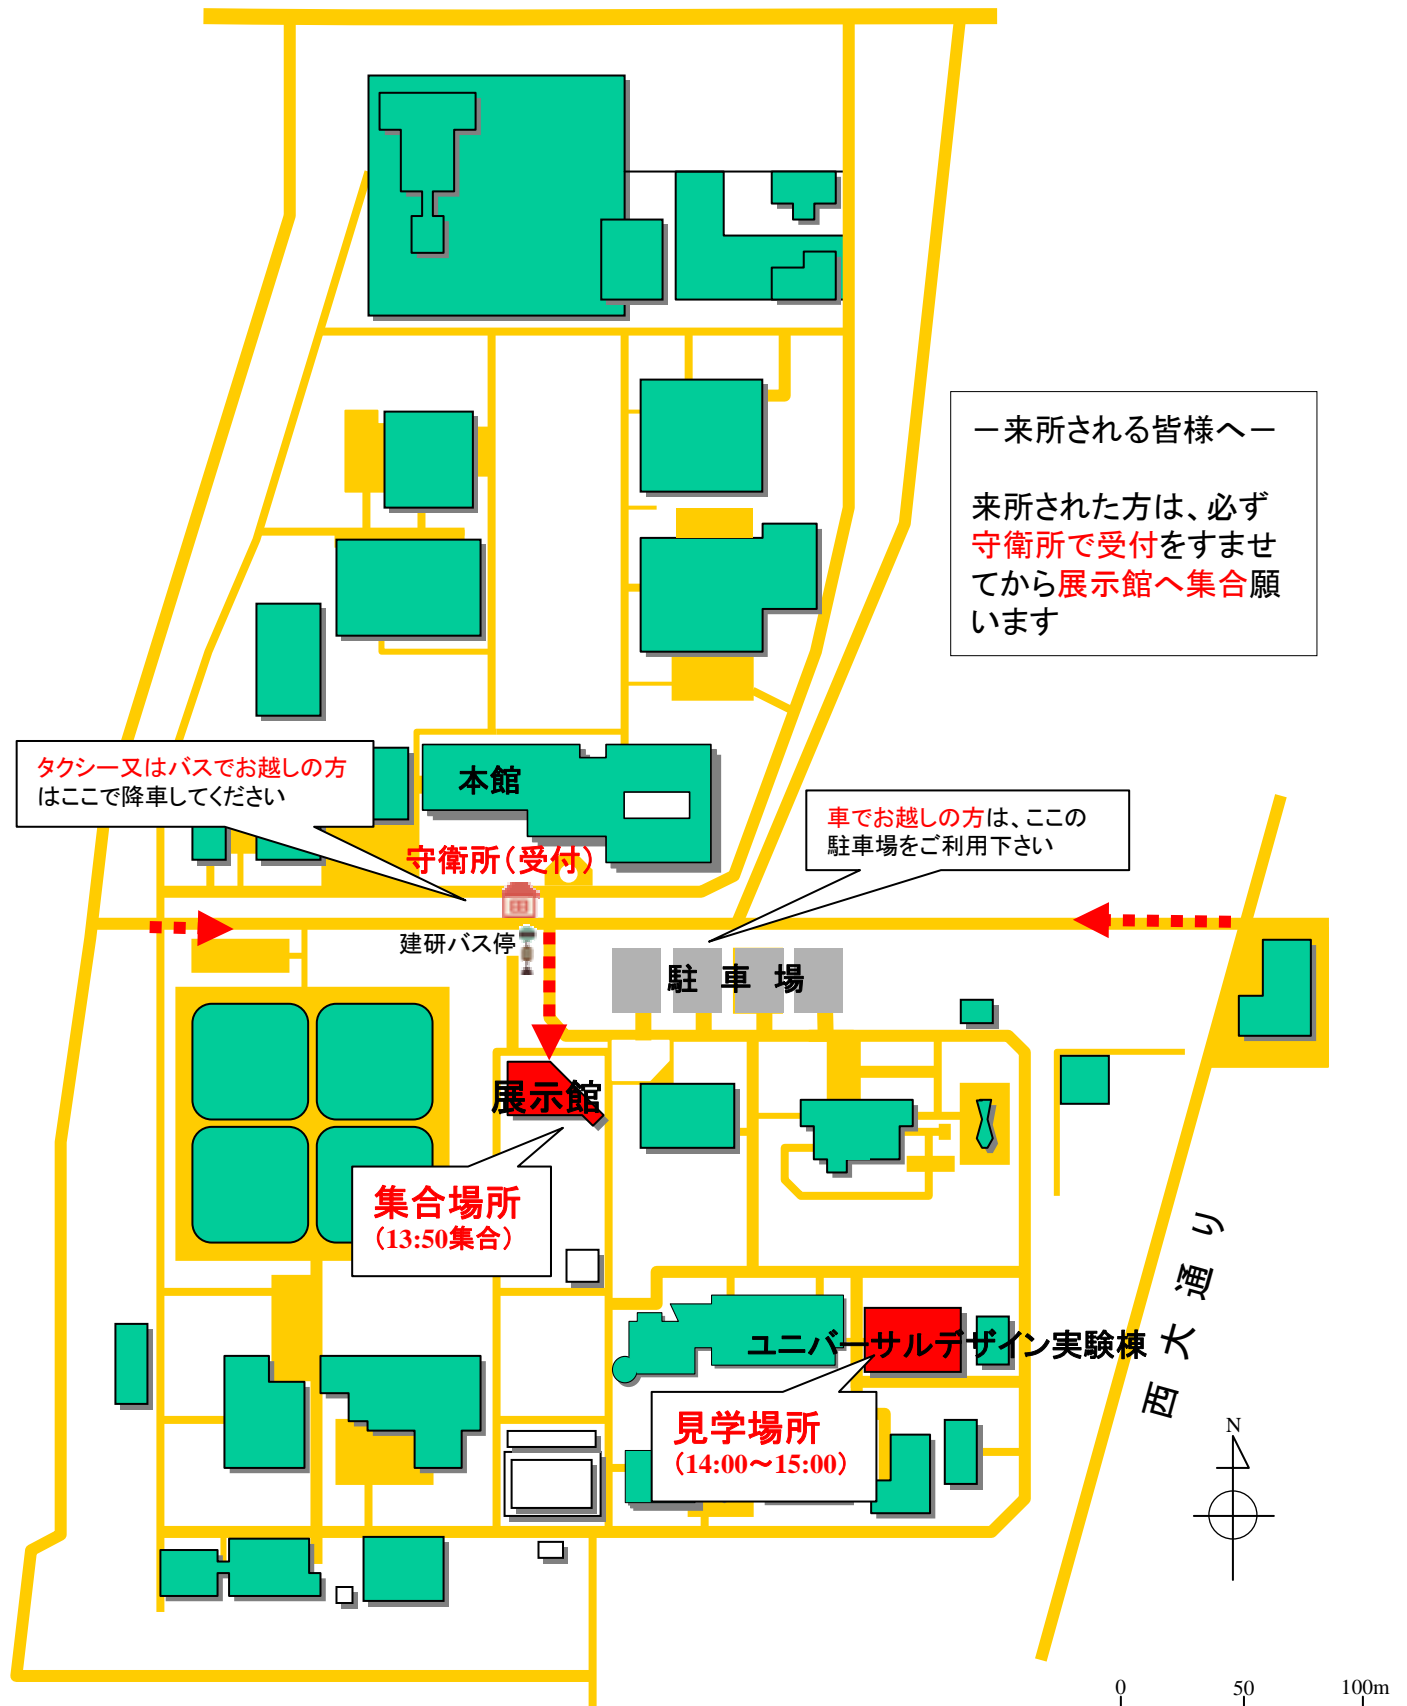 －来所される皆様へ－
来所された方は、必ず
守衛所で受付をすませ
てから展示館へ集合願
います
タクシー又はバスでお越しの方
はここで降車してください
本館
車でお越しの方は、ここの
駐車場をご利用下さい
守衛所（受付）
建研バス停
駐車場
展示館
集合場所
（13:50集合）
西大通り
ユニバーサルデザイン実験棟
見学場所
（14:00～15:00）
N
0 50 100m